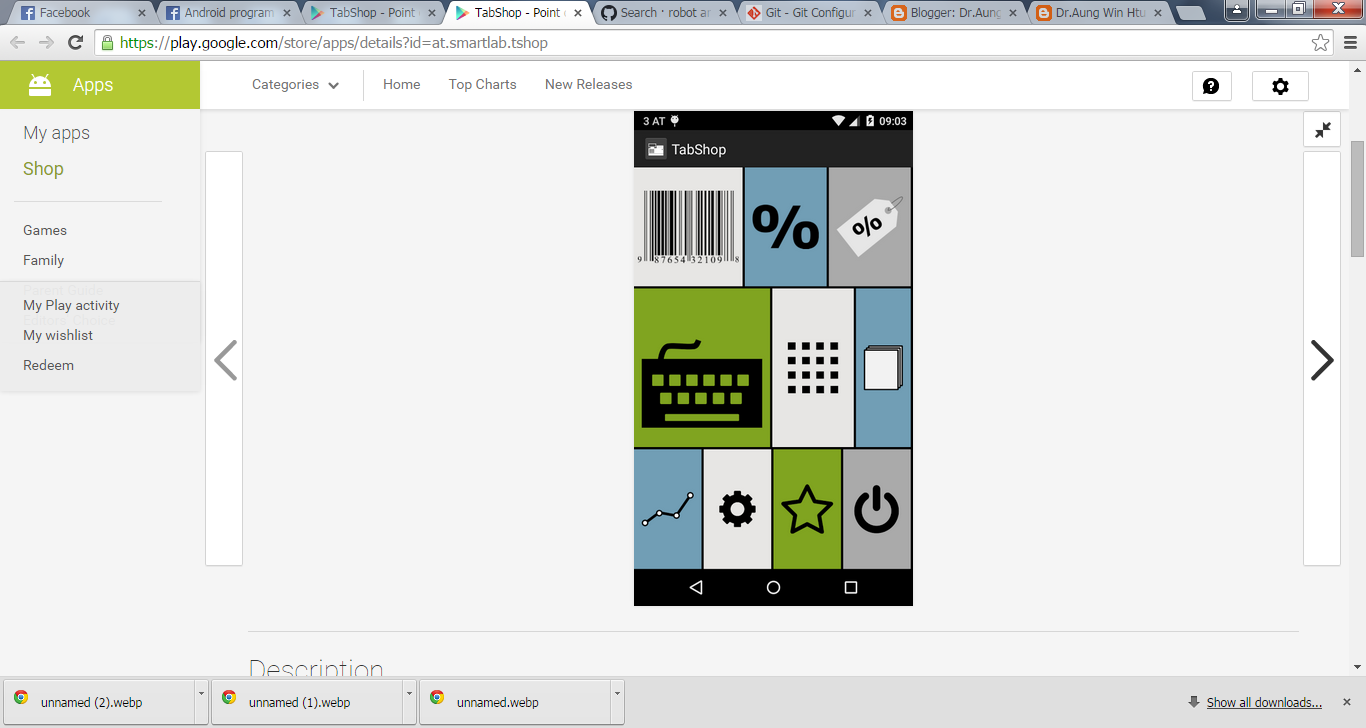 Facebook
Android program
TabShop - Point
TabShop - Point
Search · robot ar
Git - Git Configur
Blogger: Dr.Aung
Dr.Aung Win Htu
https://play.google.com/store/apps/details?id=at.smartlab.tshop
Apps
Categories
Home
Top Charts
New Releases
My apps
Shop
Games
Family
Parent Guide
My Play activity
My wishlist
Redeem
3 AT
09:03
TabShop
9 87654 32109 8
%
%
Description
unnamed (2).webp
unnamed (1).webp
unnamed.webp
Show all downloads...